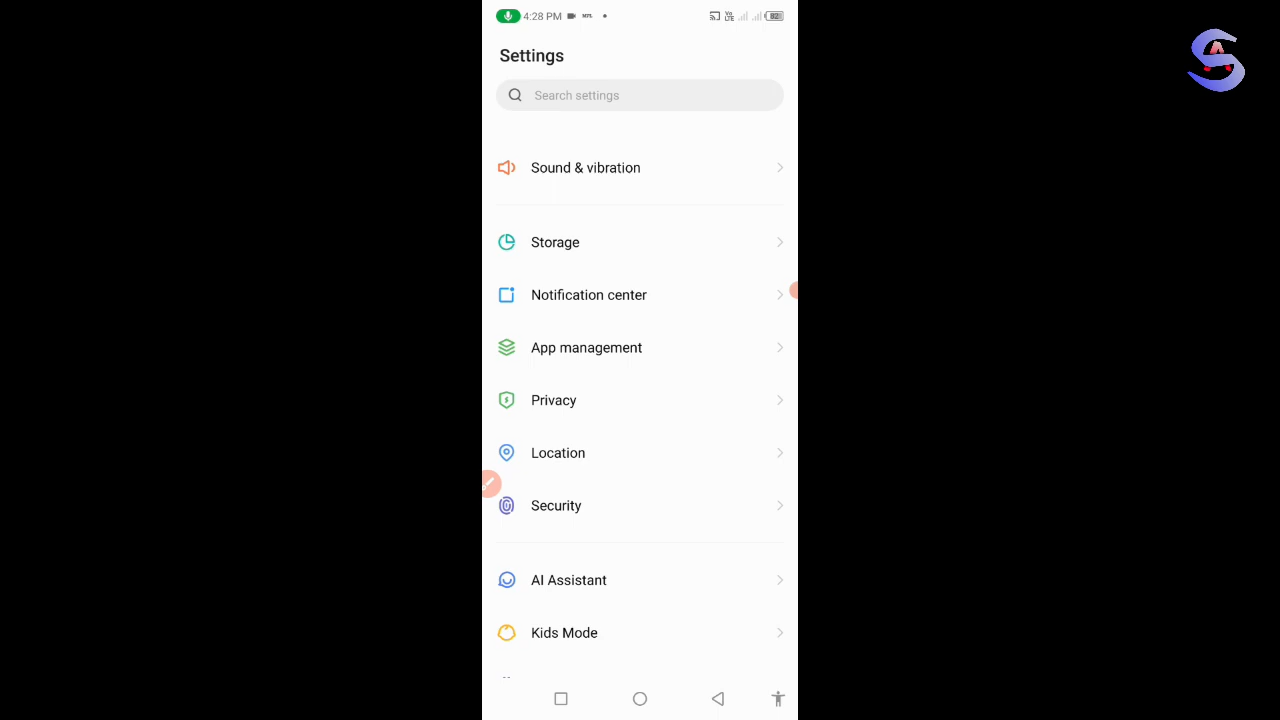 4:28 PM
82
Settings
Search settings
Sound & vibration
Storage
Notification center
App management
Privacy
Location
Security
AI Assistant
Kids Mode